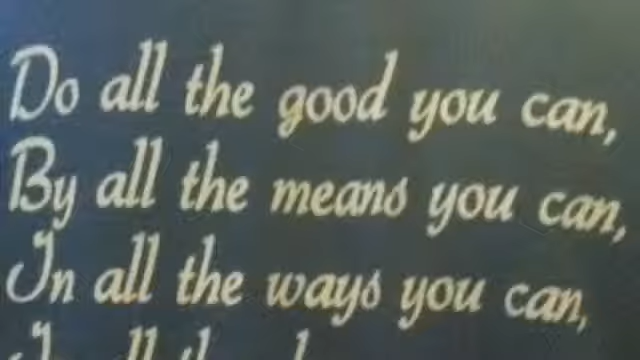 Do all the good you can,
By all the means you can,
In all the ways you can,